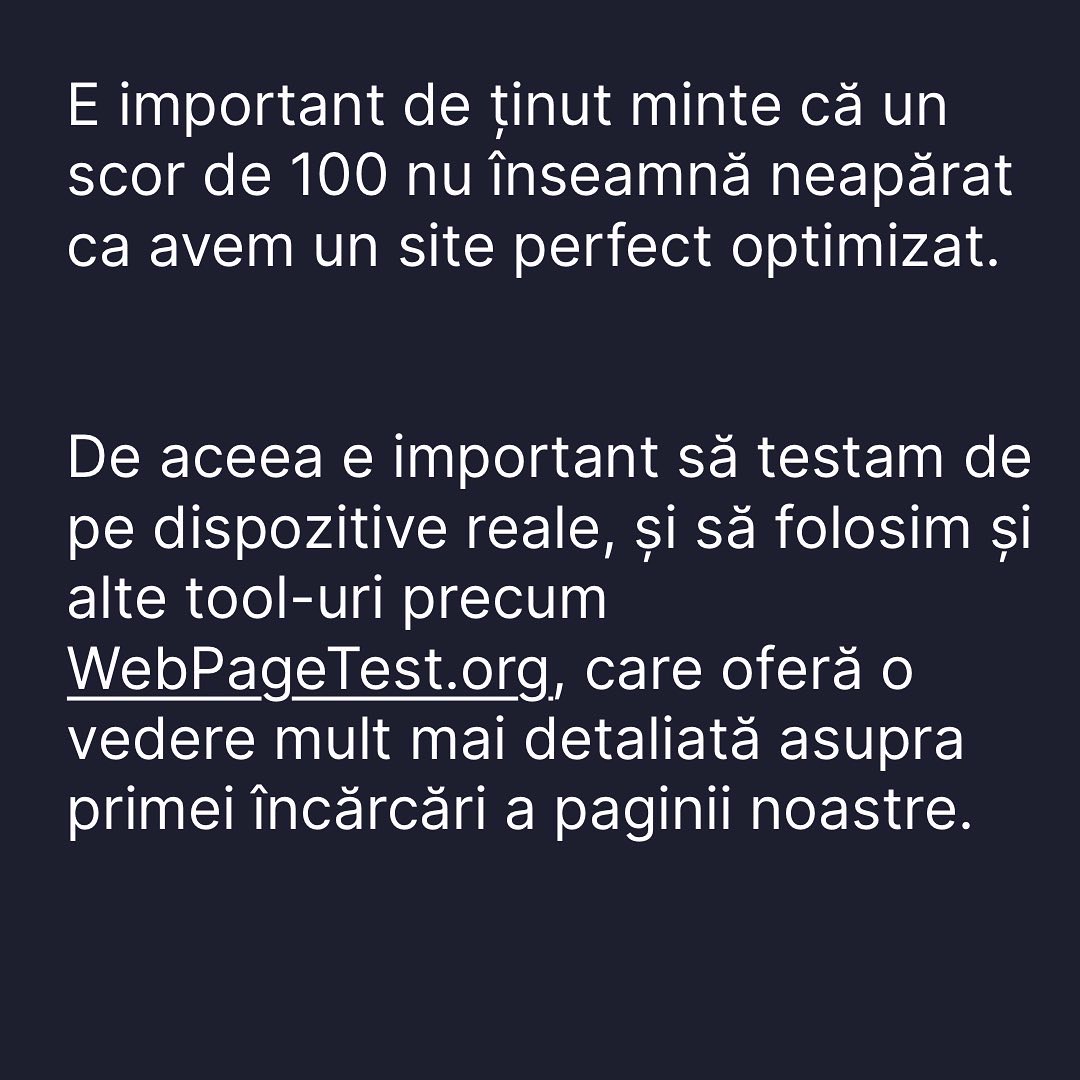 E important de ținut minte că un
scor de 100 nu înseamnă neapărat
ca avem un site perfect optimizat.
De aceea e important să testam de
pe dispozitive reale, și să folosim și
alte tool-uri precum
WebPageTest.org, care oferă o
vedere mult mai detaliată asupra
primei încărcări a paginii noastre.